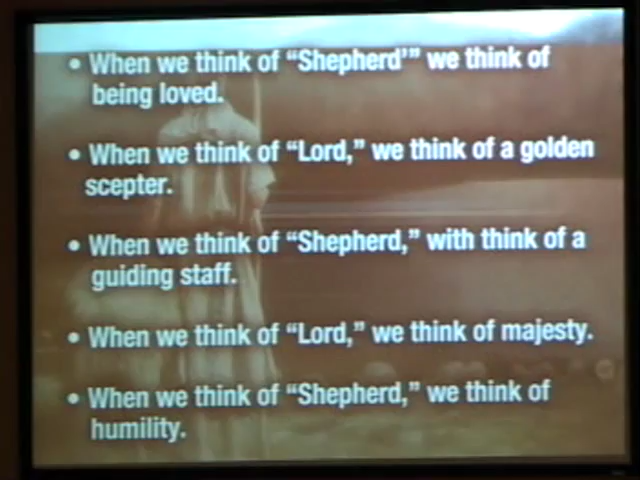 • When we think of “Shepherd’” we think of
being loved.
• When we think of “Lord,” we think of a golden
scepter.
• When we think of “Shepherd,” with think of a
guiding staff.
• When we think of “Lord,” we think of majesty.
• When we think of “Shepherd,” we think of
humility.